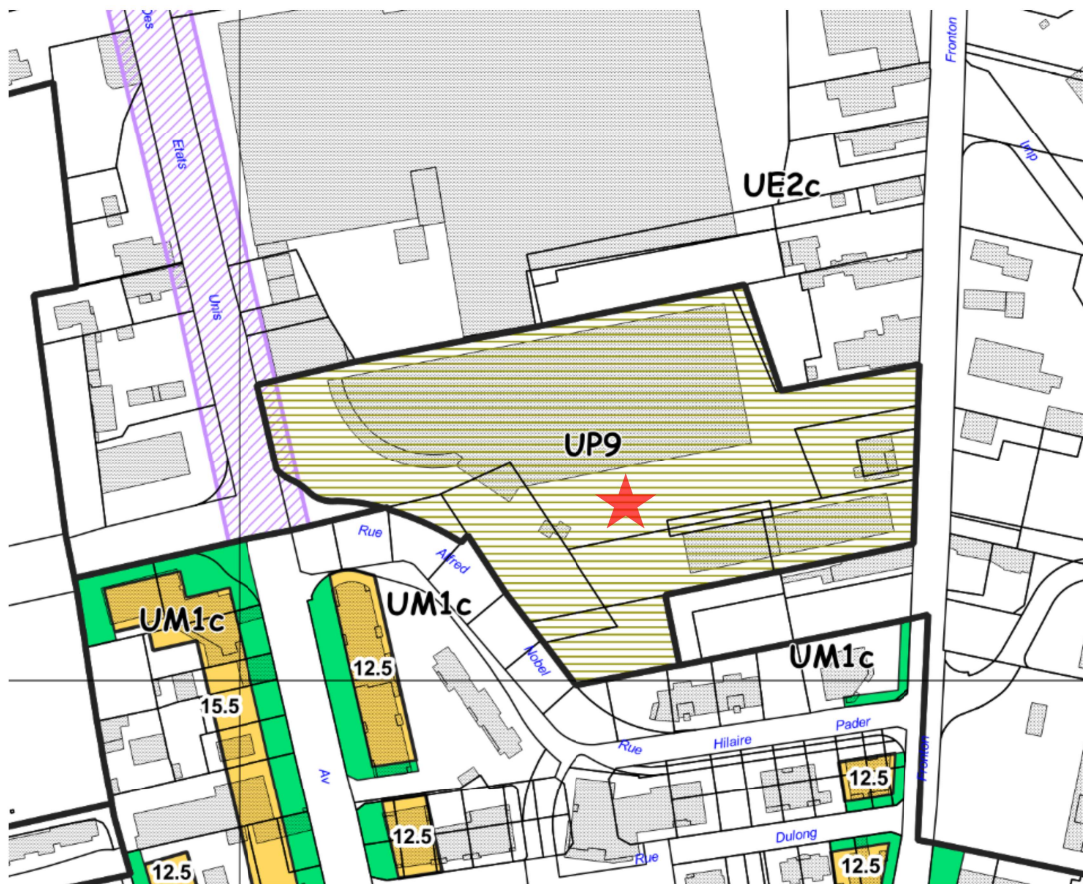 Des
Fronton
Etats
Imp
UE2c
Unis
UP9
Rue
Alfred
UM1c
UM1c
UM1c
Nobel
12.5
15.5
Pader
Hilaire
Rue
Fronton
12.5
Av
12.5
Dulong
Rue
12.5
12.5